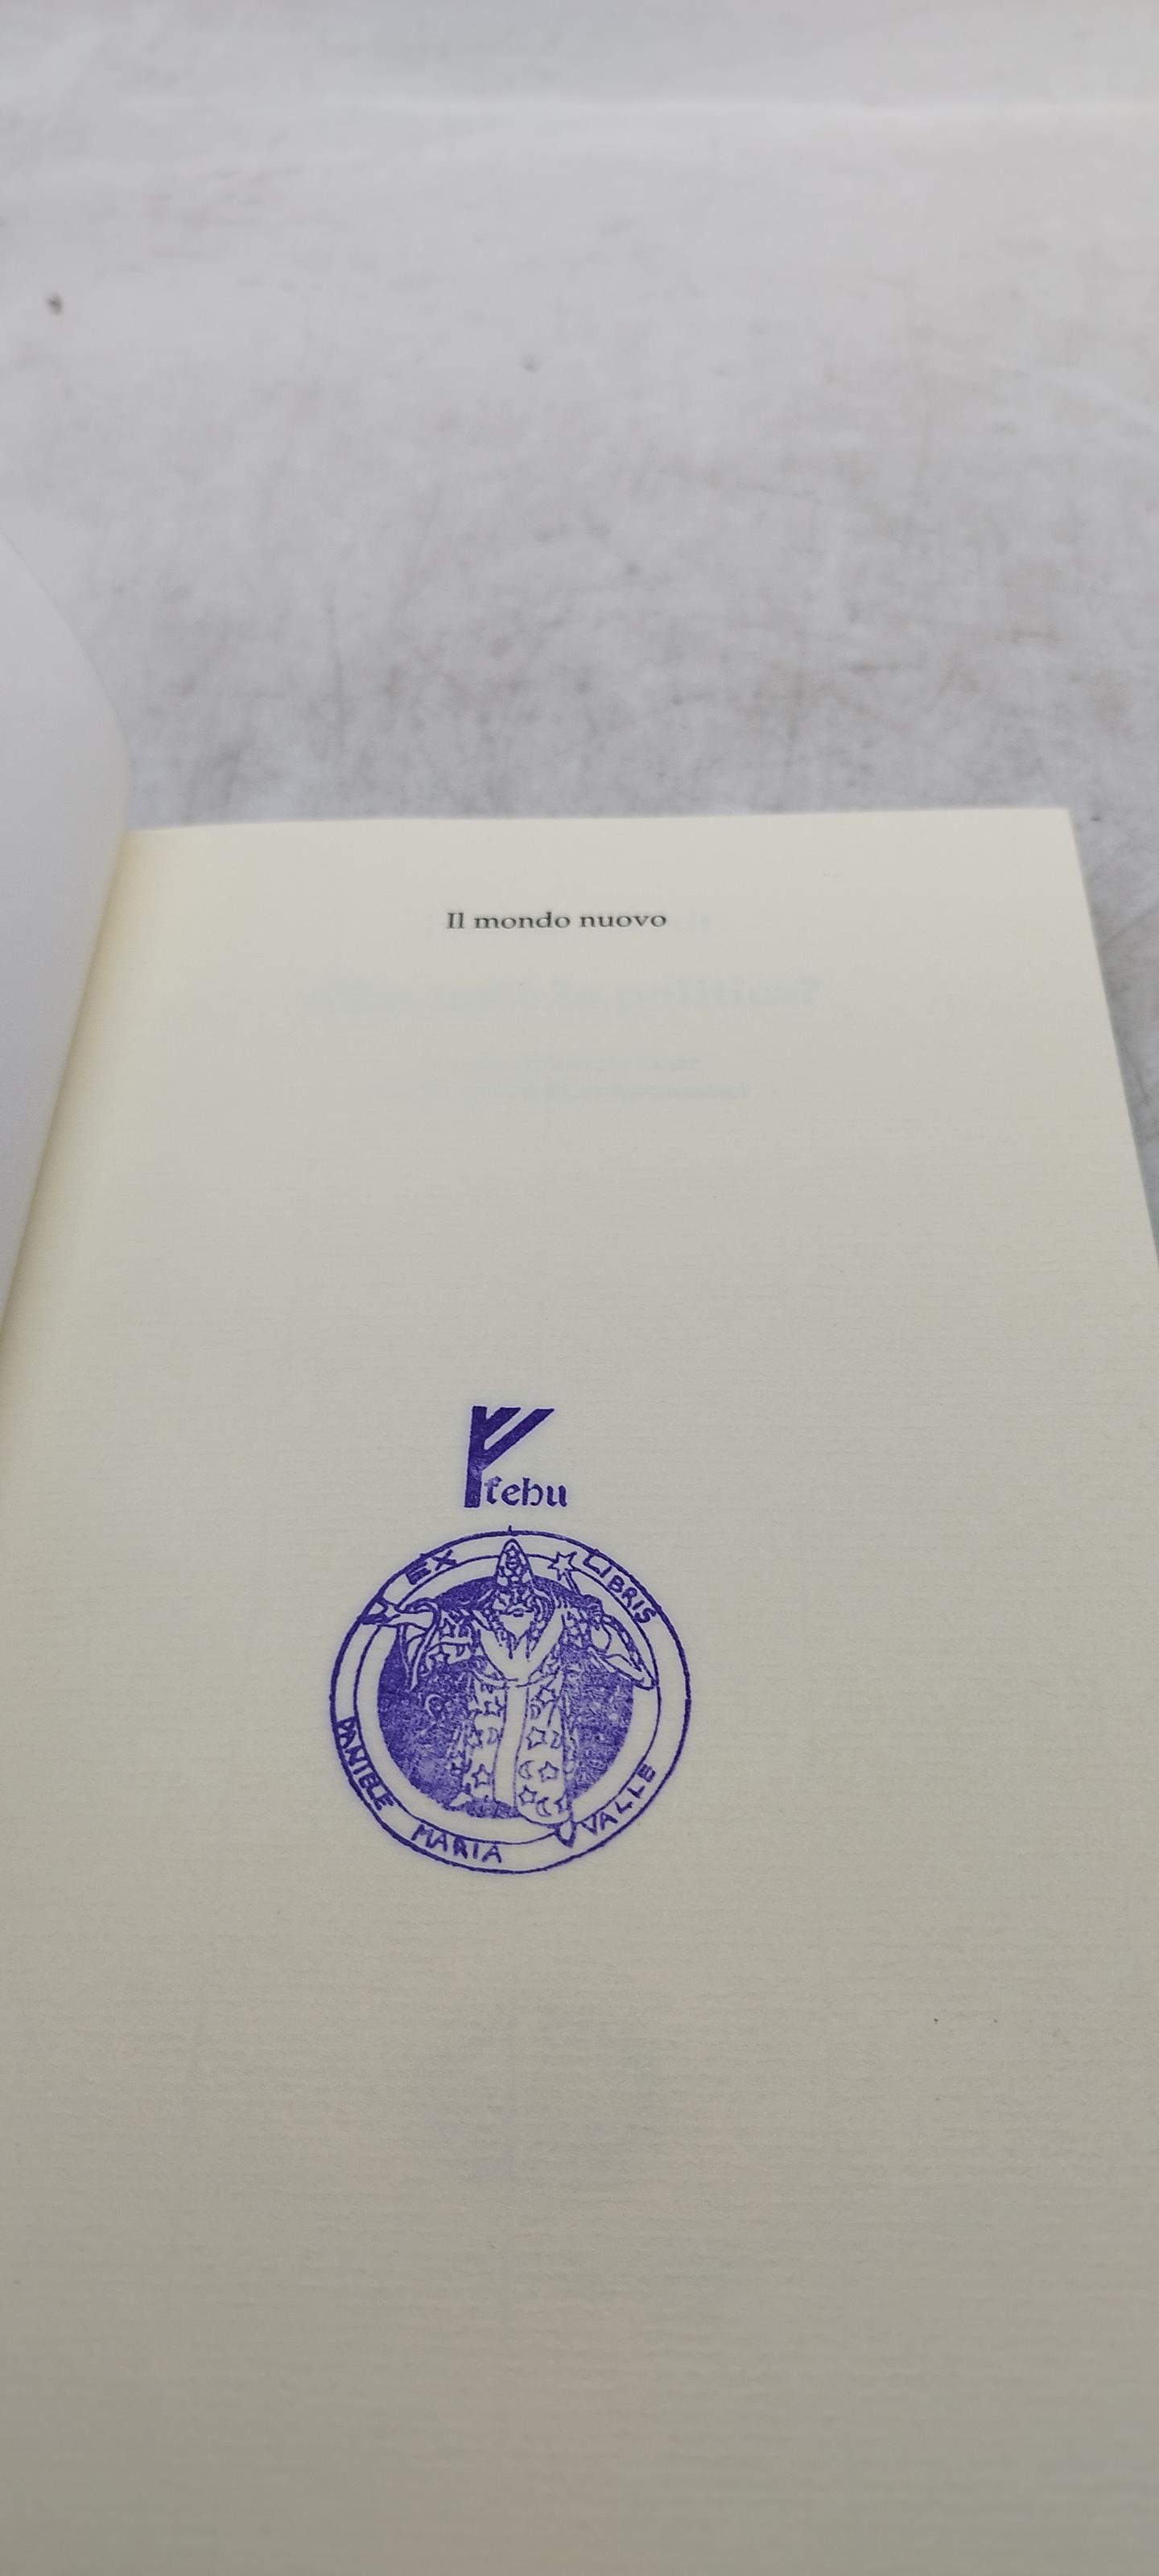 Il mondo nuovo
fehu
EX LIBRIS
DANIELE MARIA VALLE